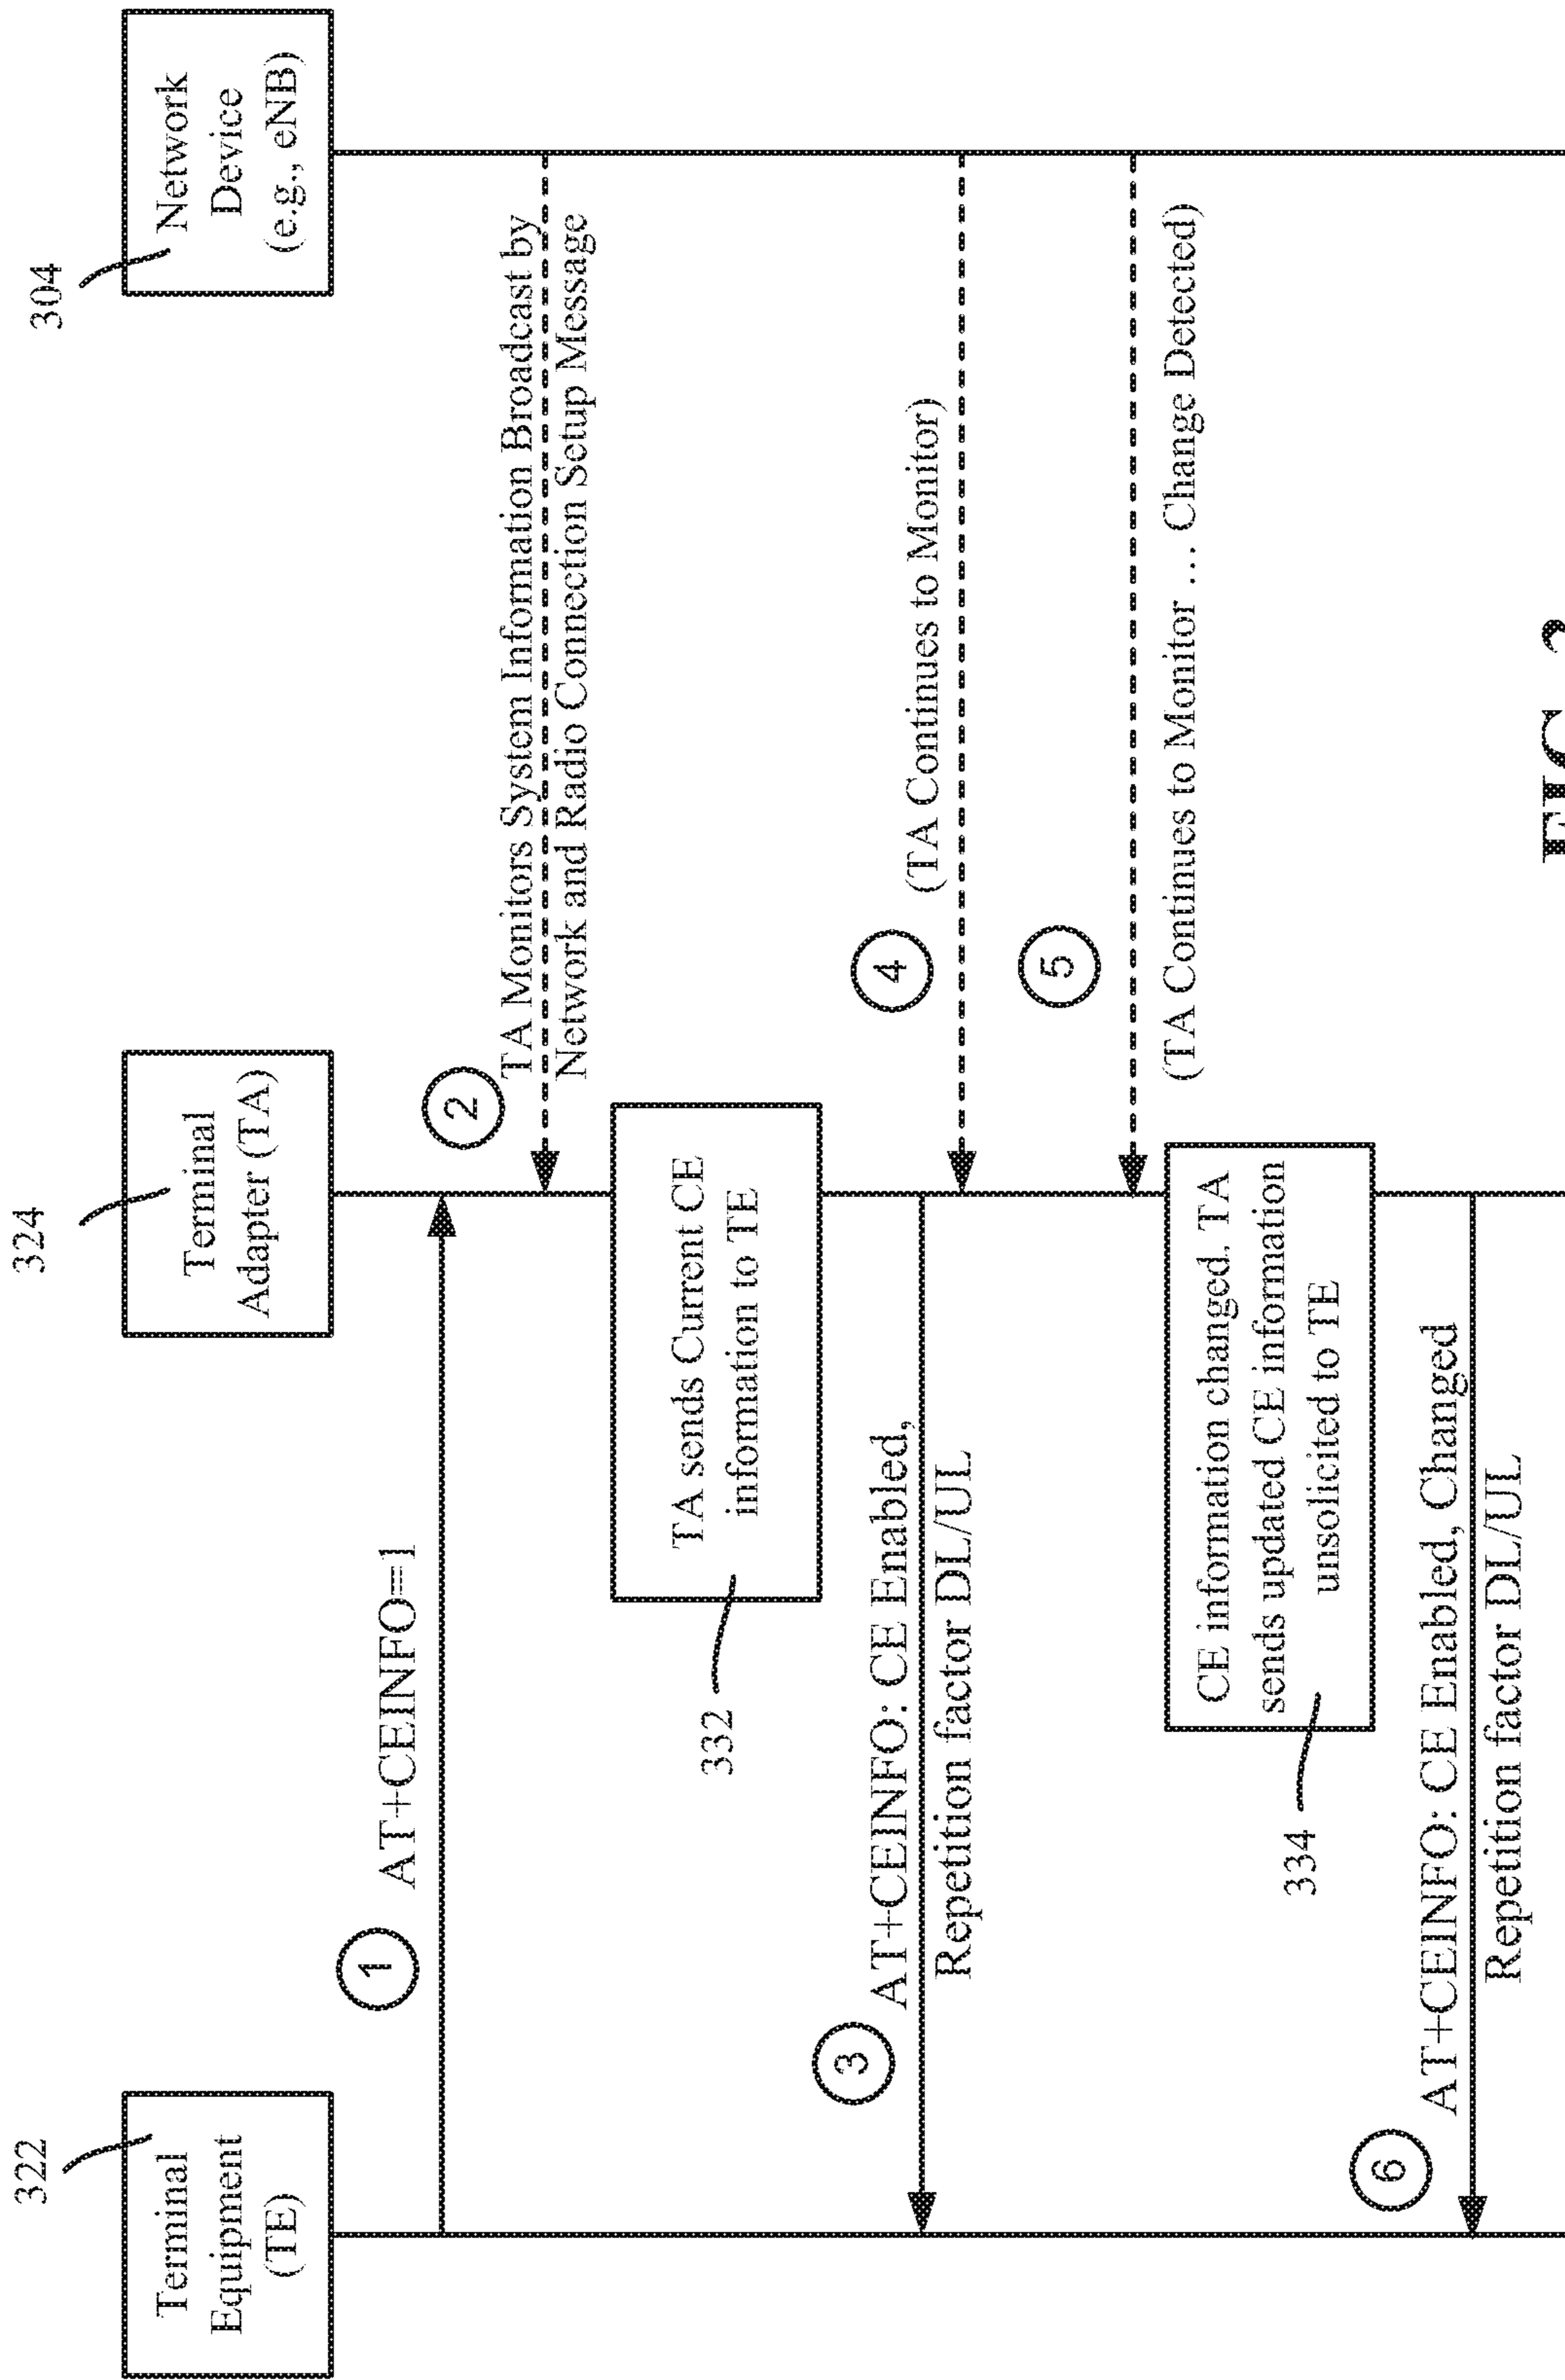 322
Terminal
Equipment
(TE)
324
Terminal
Adapter (TA)
304
Network
Device
(e.g., eNB)
1
AT+CEINFO=1
2
TA Monitors System Information Broadcast by
Network and Radio Connection Setup Message
332
TA sends Current CE
information to TE
3
AT+CEINFO: CE Enabled,
Repetition factor DL/UL
4
(TA Continues to Monitor)
5
(TA Continues to Monitor … Change Detected)
334
CE information changed, TA
sends updated CE information
unsolicited to TE
6
AT+CEINFO: CE Enabled, Changed
Repetition factor DL/UL